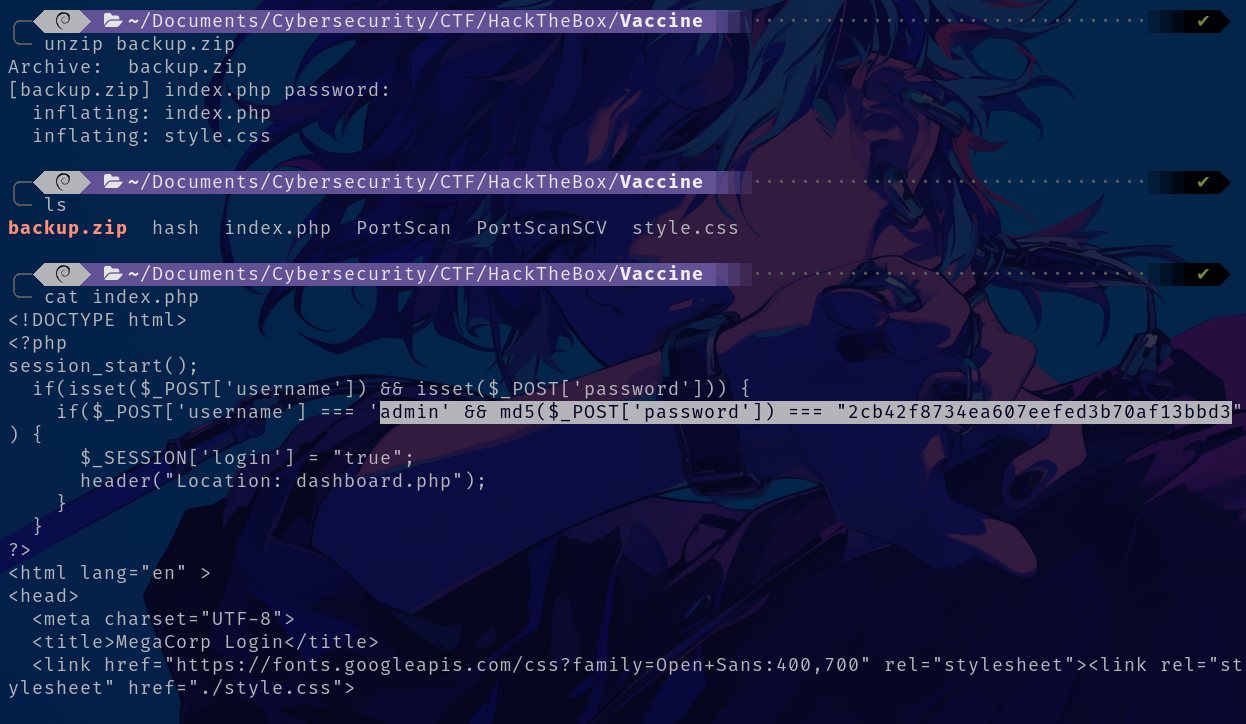 ~/Documents/Cybersecurity/CTF/HackTheBox/Vaccine ✔
unzip backup.zip
Archive:  backup.zip
[backup.zip] index.php password:
  inflating: index.php
  inflating: style.css
~/Documents/Cybersecurity/CTF/HackTheBox/Vaccine ✔
ls
backup.zip  hash  index.php  PortScan  PortScanSCV  style.css
~/Documents/Cybersecurity/CTF/HackTheBox/Vaccine ✔
cat index.php
<!DOCTYPE html>
<?php
session_start();
  if(isset($_POST['username']) && isset($_POST['password'])) {
    if($_POST['username'] === 'admin' && md5($_POST['password']) === "2cb42f8734ea607eefed3b70af13bbd3"
) {
      $_SESSION['login'] = "true";
      header("Location: dashboard.php");
    }
  }
?>
<html lang="en" >
<head>
  <meta charset="UTF-8">
  <title>MegaCorp Login</title>
  <link href="https://fonts.googleapis.com/css?family=Open+Sans:400,700" rel="stylesheet"><link rel="st
ylesheet" href="./style.css">